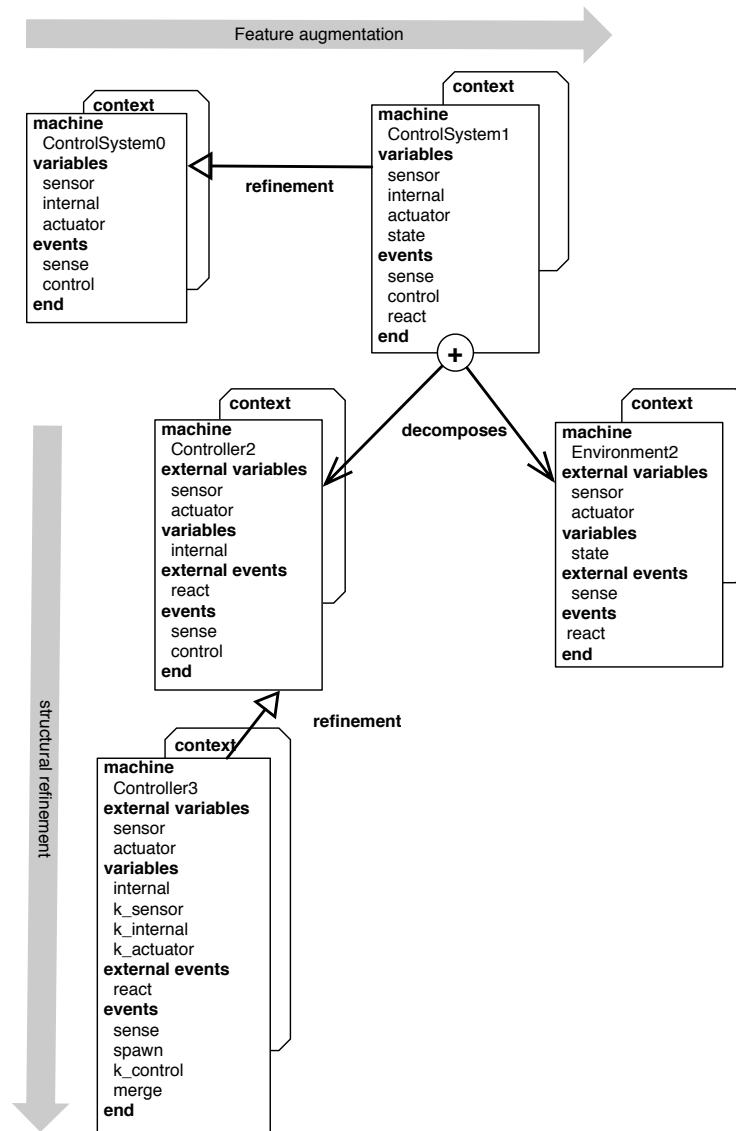 Feature augmentation
context
machine
ControlSystem0
variables
sensor
internal
actuator
events
sense
control
end
refinement
context
machine
ControlSystem1
variables
sensor
internal
actuator
state
events
sense
control
react
end
+
decomposes
structural refinement
context
machine
Controller2
external variables
sensor
actuator
variables
internal
external events
react
events
sense
control
end
context
machine
Environment2
external variables
sensor
actuator
variables
state
external events
sense
events
react
end
refinement
context
machine
Controller3
external variables
sensor
actuator
variables
internal
k_sensor
k_internal
k_actuator
external events
react
events
sense
spawn
k_control
merge
end